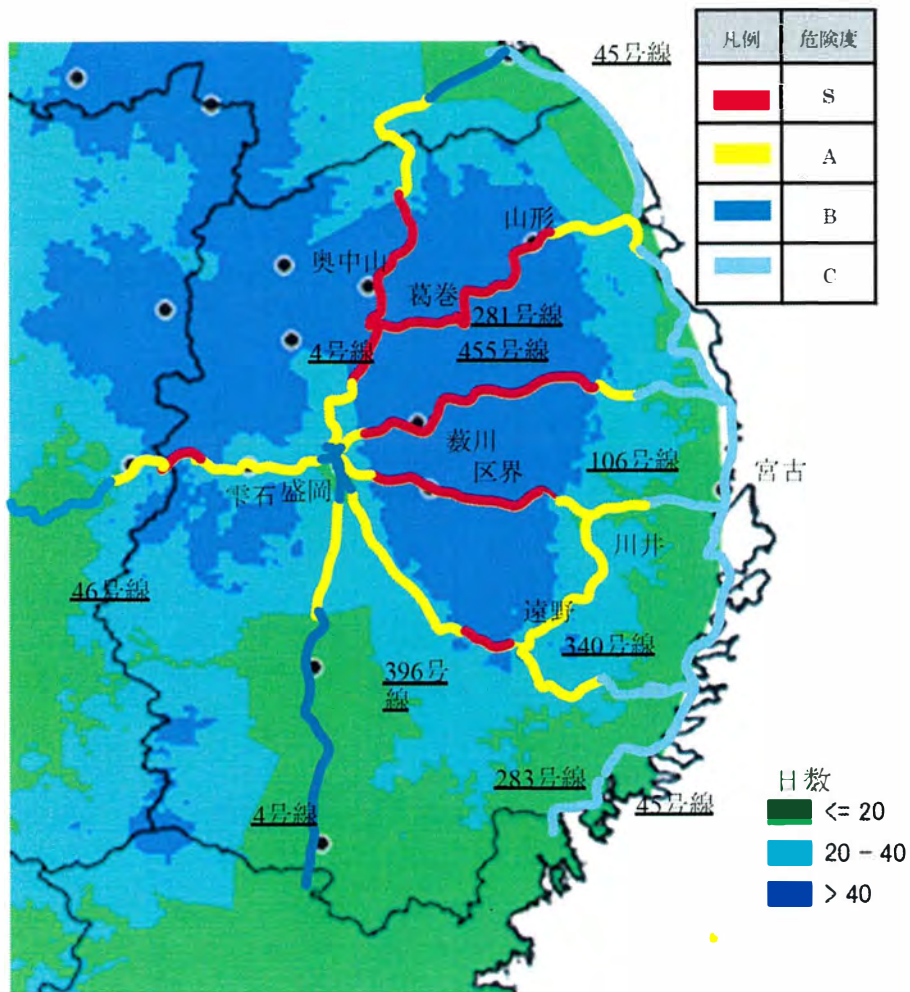 45号線
凡例 危険度
S
A
B
C
山形
奥中山
葛巻
281号線
4号線
455号線
薮川
区界
106号線
宮古
雫石
盛岡
川井
46号線
遠野
340号線
396号
線
283号線
45号線
4号線
日数
<= 20
20 - 40
> 40